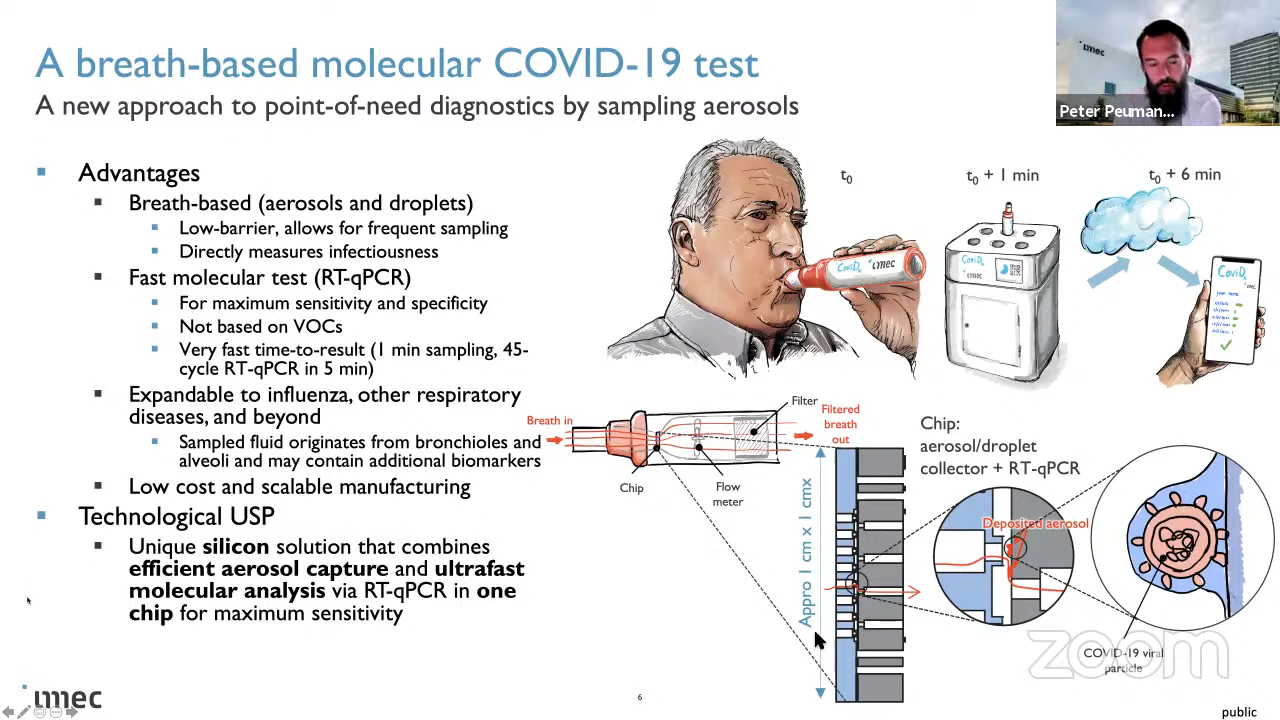 A breath-based molecular COVID-19 test
A new approach to point-of-need diagnostics by sampling aerosols
imec
Peter Peuman...
Advantages
Breath-based (aerosols and droplets)
Low-barrier, allows for frequent sampling
Directly measures infectiousness
Fast molecular test (RT-qPCR)
For maximum sensitivity and specificity
Not based on VOCs
Very fast time-to-result (1 min sampling, 45-
cycle RT-qPCR in 5 min)
Expandable to influenza, other respiratory
diseases, and beyond
Sampled fluid originates from bronchioles and
alveoli and may contain additional biomarkers
Low cost and scalable manufacturing
Technological USP
Unique silicon solution that combines
efficient aerosol capture and ultrafast
molecular analysis via RT-qPCR in one
chip for maximum sensitivity
t0
t0 + 1 min
t0 + 6 min
CoviDx imec
CoviDx
imec
CoviDx
Breath in
Filter
Filtered
breath
out
Chip
Flow
meter
Appro 1 cm x 1 cmx
Chip:
aerosol/droplet
collector + RT-qPCR
Deposited aerosol
COVID-19 viral
particle
zoom
imec
6
public